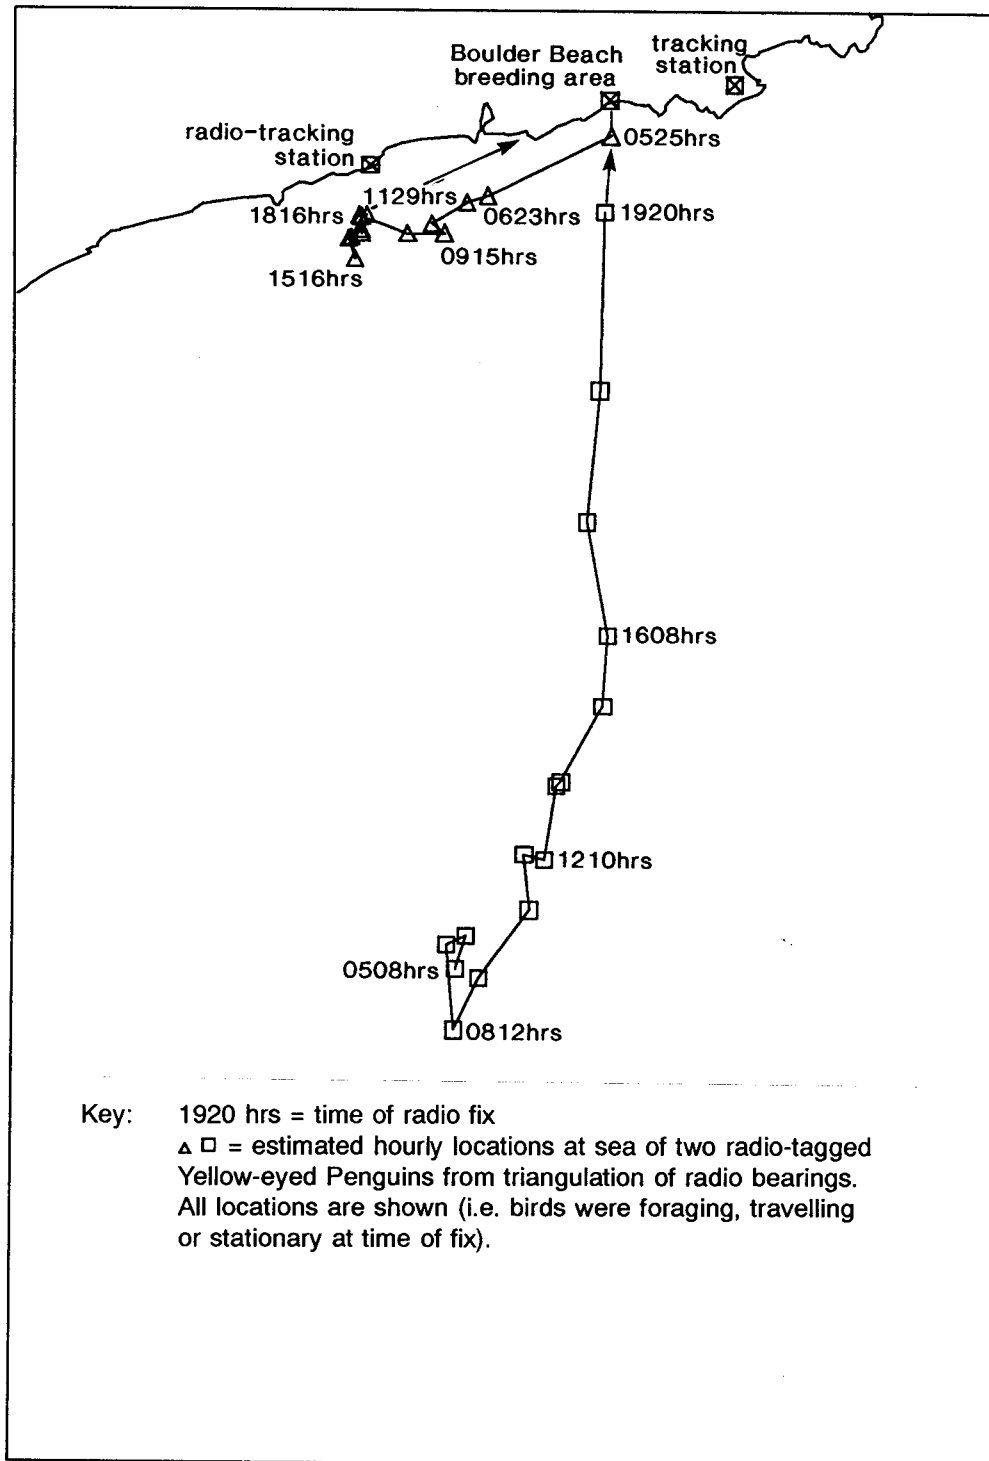 Boulder Beach
breeding area
tracking
station
radio-tracking
station
0525hrs
1129hrs
1816hrs
0623hrs
1920hrs
0915hrs
1516hrs
1608hrs
1210hrs
0508hrs
0812hrs
Key: 1920 hrs = time of radio fix
△ □ = estimated hourly locations at sea of two radio-tagged
Yellow-eyed Penguins from triangulation of radio bearings.
All locations are shown (i.e. birds were foraging, travelling
or stationary at time of fix).